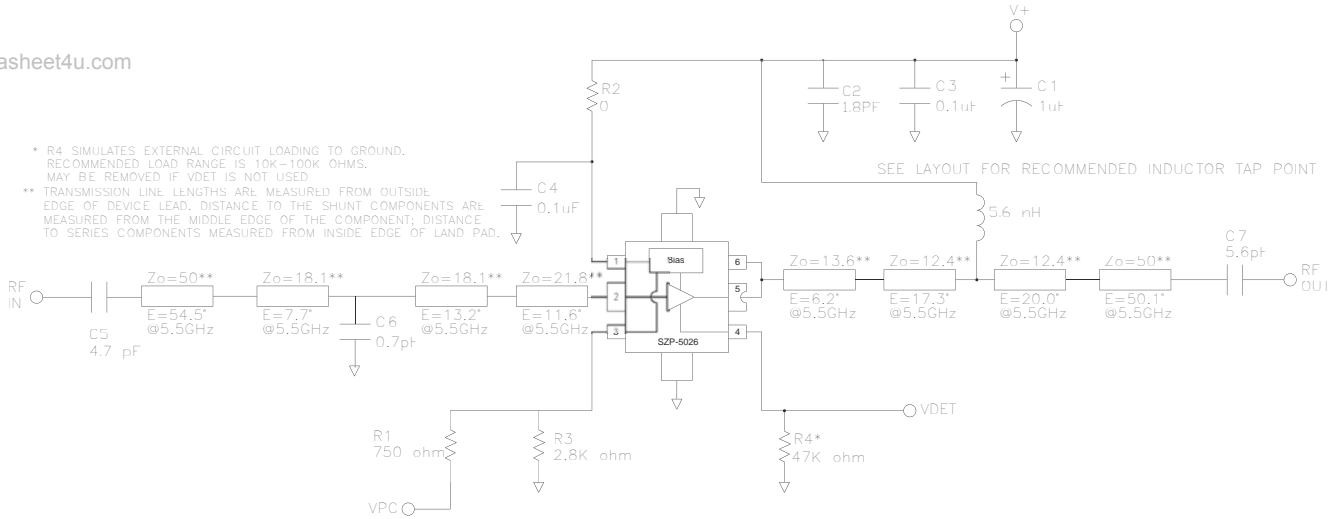 asheet4u.com
V+
R2
0
C2
1.8PF
C3
0.1uF
+
C1
1uF
* R4 SIMULATES EXTERNAL CIRCUIT LOADING TO GROUND.
RECOMMENDED LOAD RANGE IS 10K-100K OHMS.
MAY BE REMOVED IF VDET IS NOT USED
** TRANSMISSION LINE LENGTHS ARE MEASURED FROM OUTSIDE
EDGE OF DEVICE LEAD. DISTANCE TO THE SHUNT COMPONENTS ARE
MEASURED FROM THE MIDDLE EDGE OF THE COMPONENT; DISTANCE
TO SERIES COMPONENTS MEASURED FROM INSIDE EDGE OF LAND PAD.
C4
0.1uF
SEE LAYOUT FOR RECOMMENDED INDUCTOR TAP POINT
5.6 nH
RF
IN
C5
4.7 pF
Zo=50**
E=54.5°
@5.5GHz
Zo=18.1**
E=7.7°
@5.5GHz
C6
0.7pF
Zo=18.1**
E=13.2°
@5.5GHz
Zo=21.8**
E=11.6°
@5.5GHz
1
2
3
Bias
6
5
4
SZP-5026
Zo=13.6**
E=6.2°
@5.5GHz
Zo=12.4**
E=17.3°
@5.5GHz
Zo=12.4**
E=20.0°
@5.5GHz
Zo=50**
E=50.1°
@5.5GHz
C7
5.6pF
RF
OUT
R1
750 ohm
R3
2.8K ohm
VPC
VDET
R4*
47K ohm